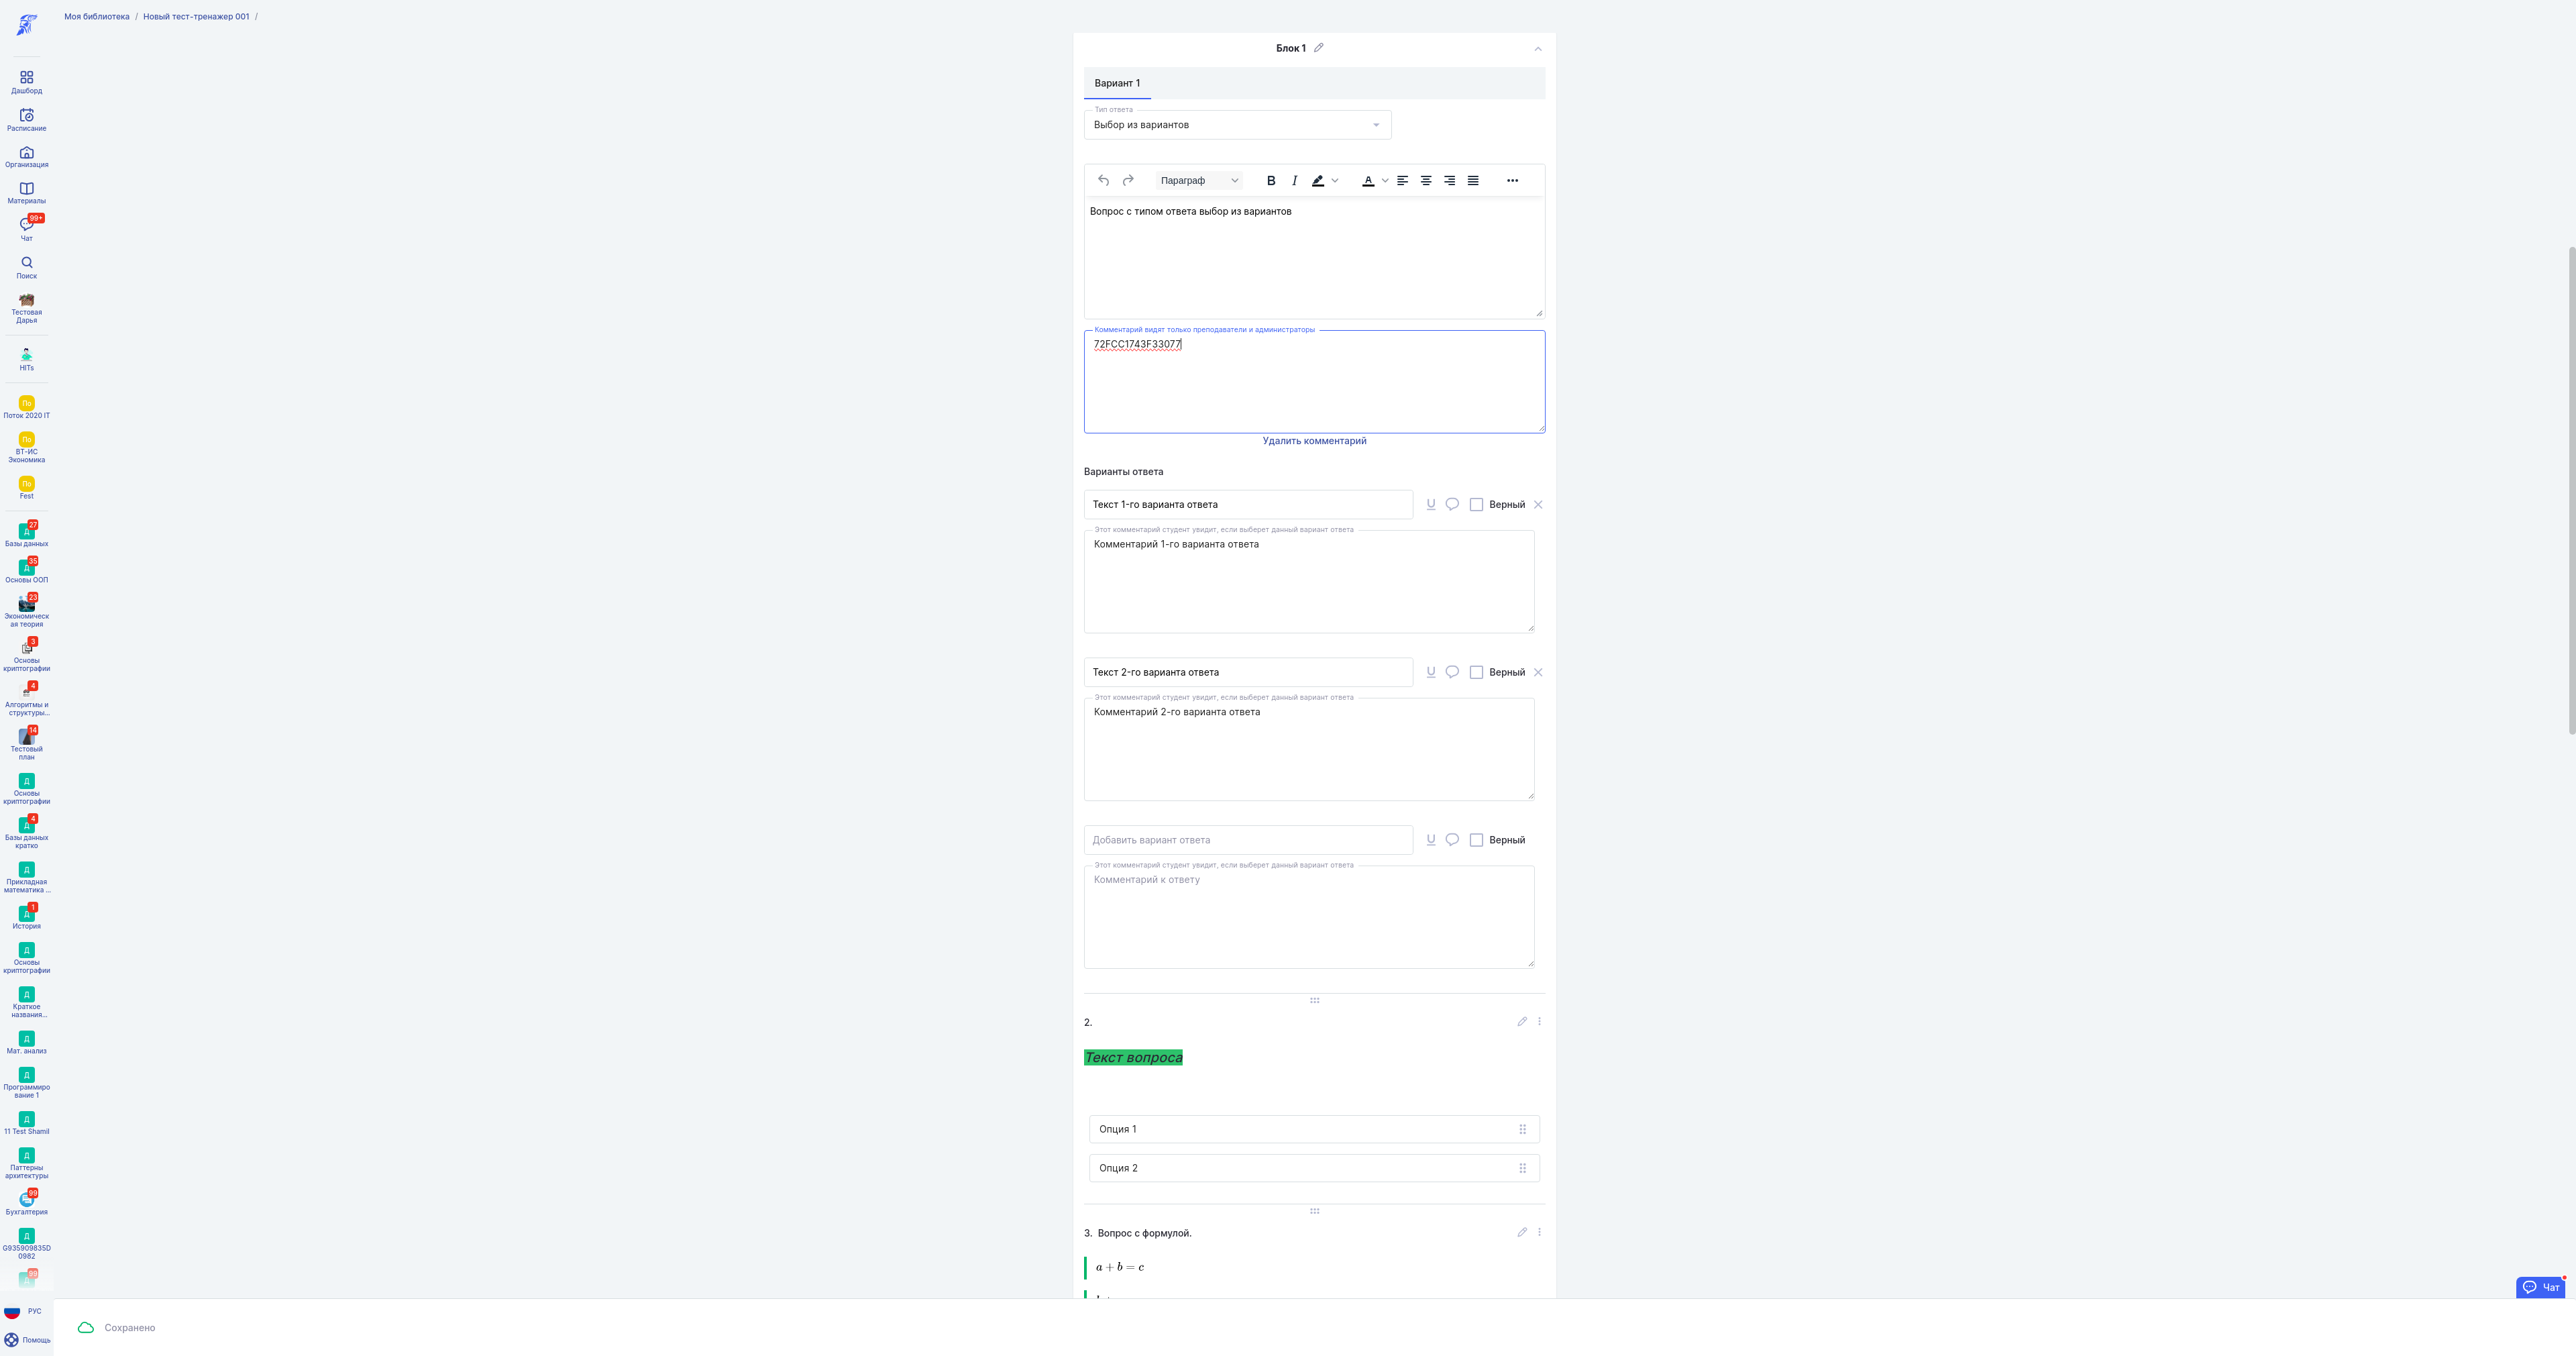 Моя библиотека / Новый тест-тренажер 001 /
Дашборд
Расписание
Организация
Материалы
99+
Чат
Поиск
Тестовая
Дарья
HITs
По
Поток 2020 IT
По
ВТ-ИС
Экономика
По
Fest
27
Д
Базы данных
35
Д
Основы ООП
23
Экономическ
ая теория
3
Основы
криптографии
4
Алгоритмы и
структуры...
14
Тестовый
план
Д
Основы
криптографии
4
Д
Базы данных
кратко
Д
Прикладная
математика ...
1
Д
История
Д
Основы
криптографии
Д
Краткое
названия...
Д
Мат. анализ
Д
Программиро
вание 1
Д
11 Test Shamil
Д
Паттерны
архитектуры
99
Бухгалтерия
Д
G935909835D
0982
99
Д
РУС
Помощь
Блок 1
Вариант 1
Тип ответа
Выбор из вариантов
Параграф B I A
Вопрос с типом ответа выбор из вариантов
Комментарий видят только преподаватели и администраторы
72FCC1743F33077
Удалить комментарий
Варианты ответа
Текст 1-го варианта ответа U Верный
Этот комментарий студент увидит, если выберет данный вариант ответа
Комментарий 1-го варианта ответа
Текст 2-го варианта ответа U Верный
Этот комментарий студент увидит, если выберет данный вариант ответа
Комментарий 2-го варианта ответа
Добавить вариант ответа U Верный
Этот комментарий студент увидит, если выберет данный вариант ответа
Комментарий к ответу
2.
Текст вопроса
Опция 1
Опция 2
3. Вопрос с формулой.
a + b = c
Чат
Сохранено